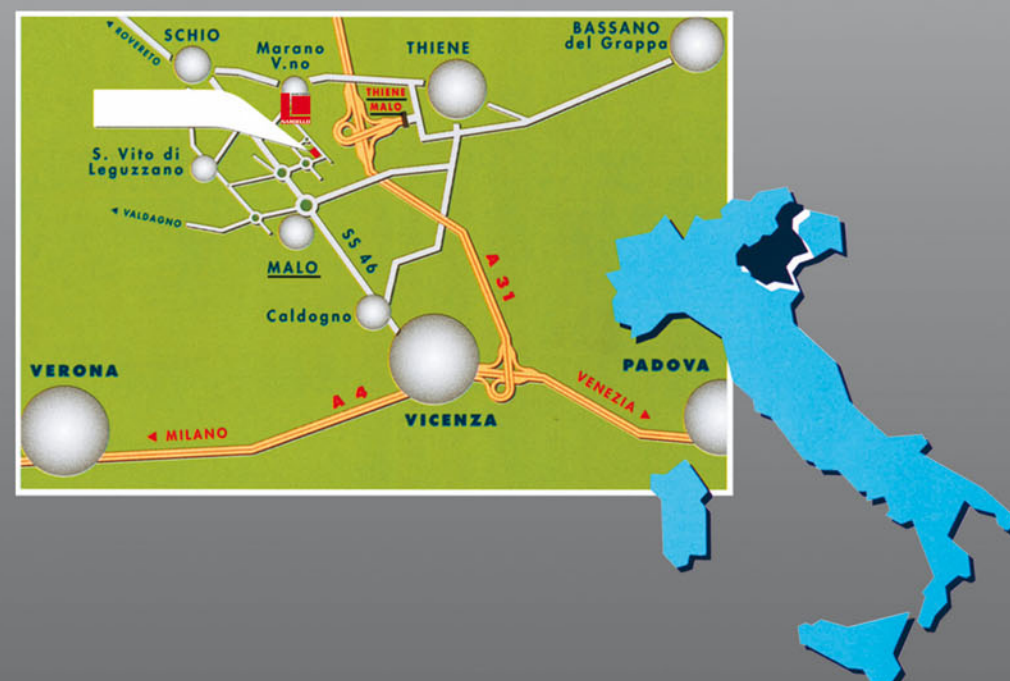 ROVERETO
SCHIO
Marano
V.no
THIENE
BASSANO
del Grappa
THIENE
MALO
S. Vito di
Leguzzano
VALDAGNO
MALO
SS 46
A 31
Caldogno
VERONA
A 4
MILANO
VICENZA
VENEZIA
PADOVA